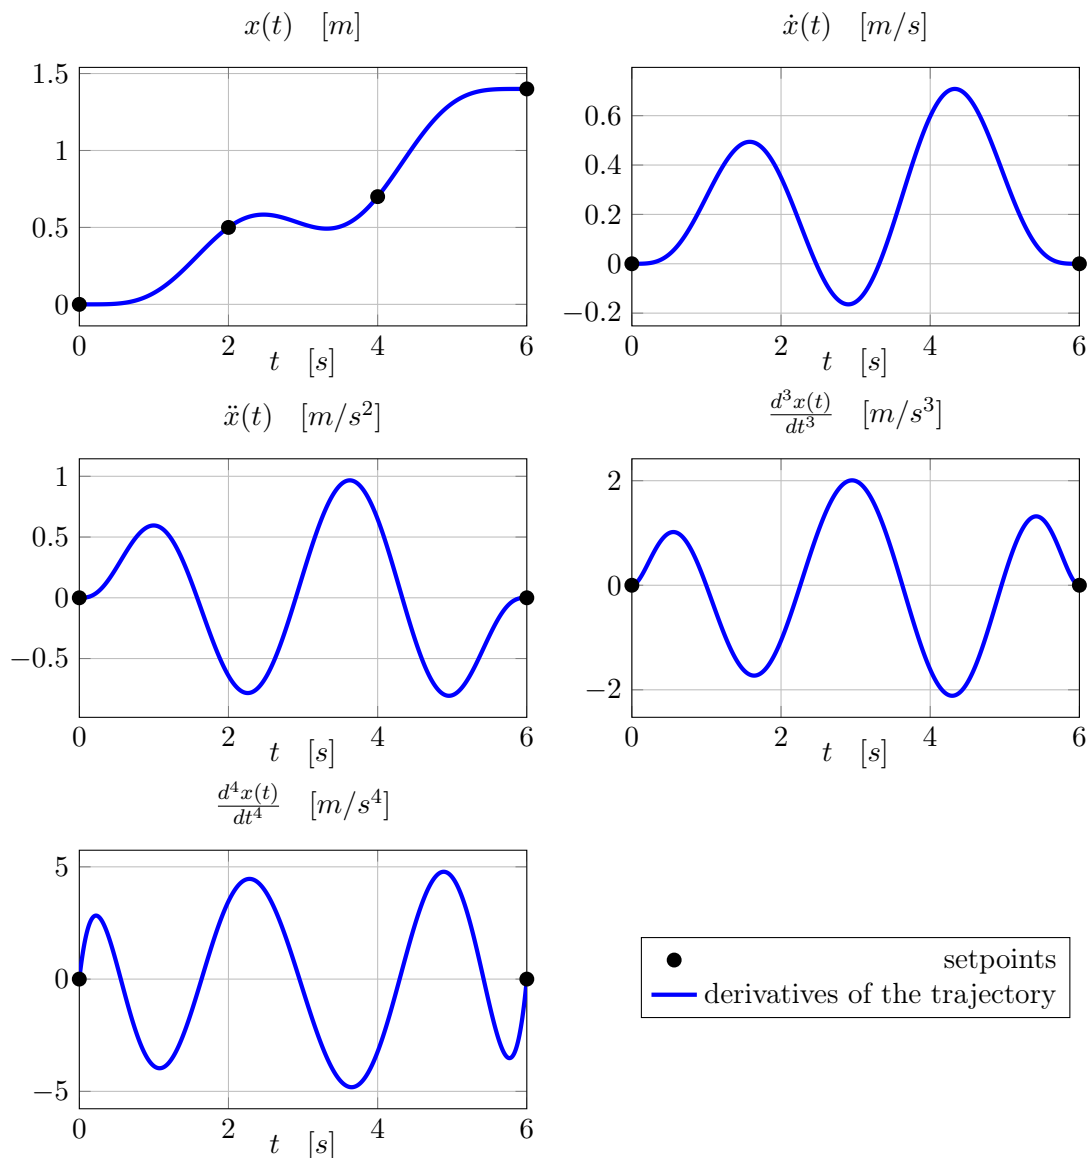 x(t) [m]
1.5
1
0.5
0
0 2 4 6
t [s]
ẋ(t) [m/s]
0.6
0.4
0.2
0
−0.2
0 2 4 6
t [s]
ẍ(t) [m/s²]
1
0.5
0
−0.5
0 2 4 6
t [s]
d³x(t)/dt³ [m/s³]
2
0
−2
0 2 4 6
t [s]
d⁴x(t)/dt⁴ [m/s⁴]
5
0
−5
0 2 4 6
t [s]
setpoints
derivatives of the trajectory